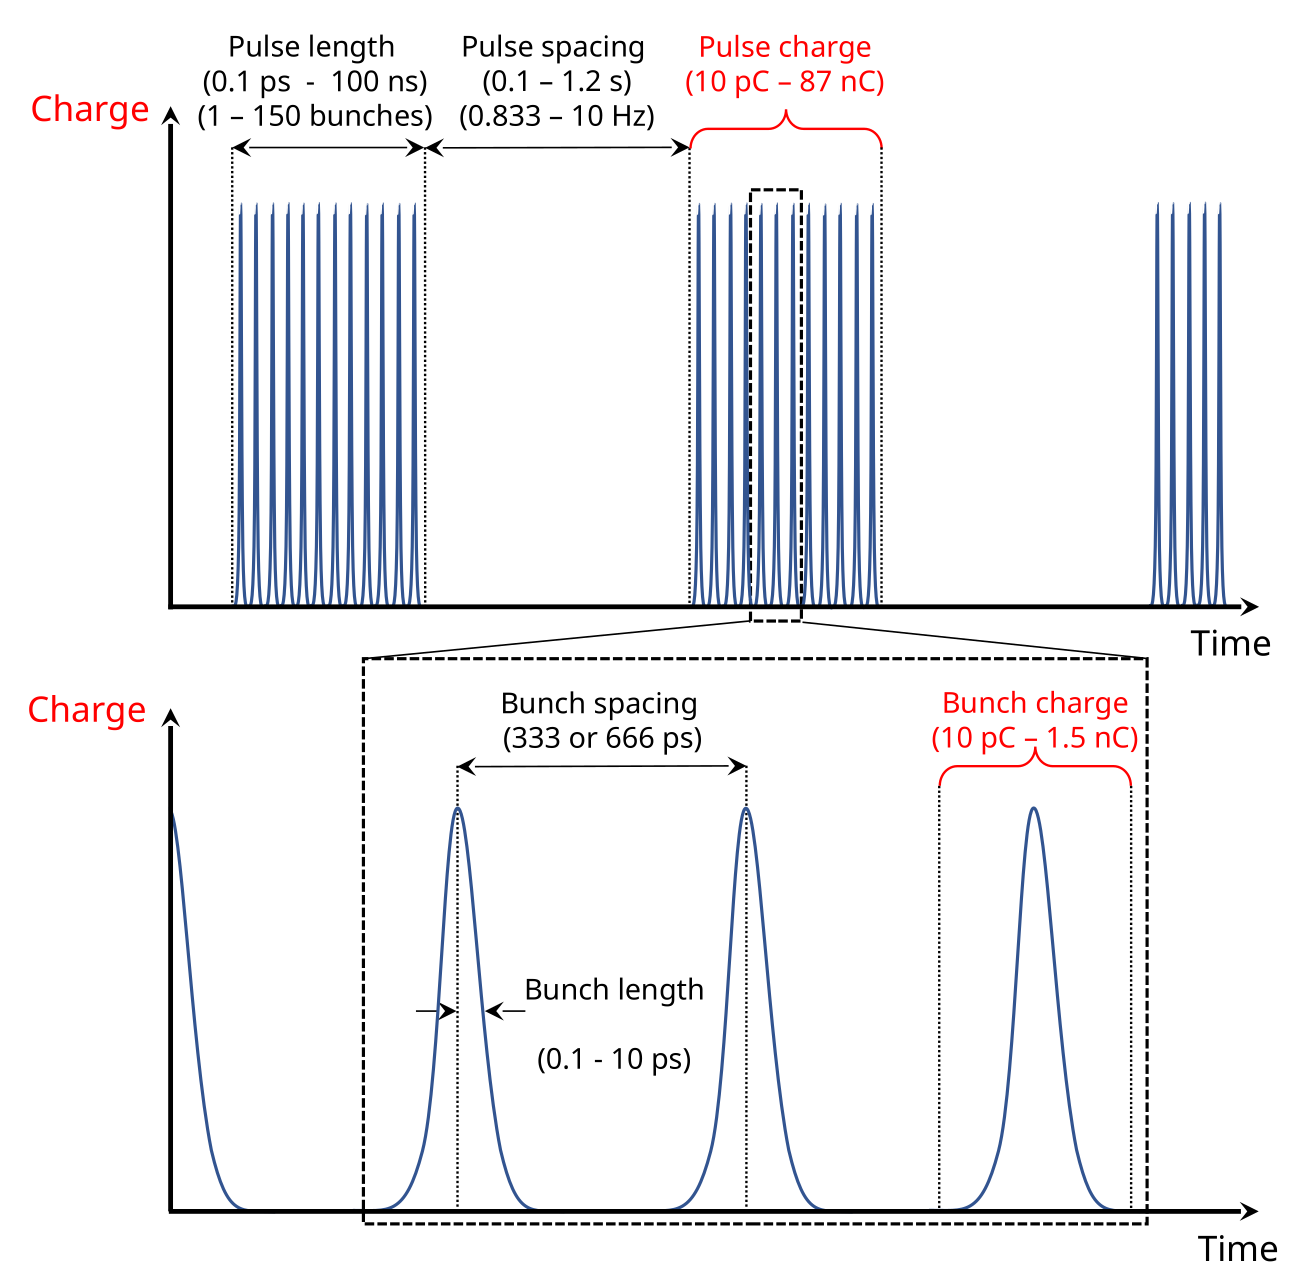 Pulse length
(0.1 ps  -  100 ns)
(1 – 150 bunches)
Pulse spacing
(0.1 – 1.2 s)
(0.833 – 10 Hz)
Pulse charge
(10 pC – 87 nC)
Charge
Time
Charge
Bunch spacing
(333 or 666 ps)
Bunch charge
(10 pC – 1.5 nC)
Bunch length
(0.1 - 10 ps)
Time